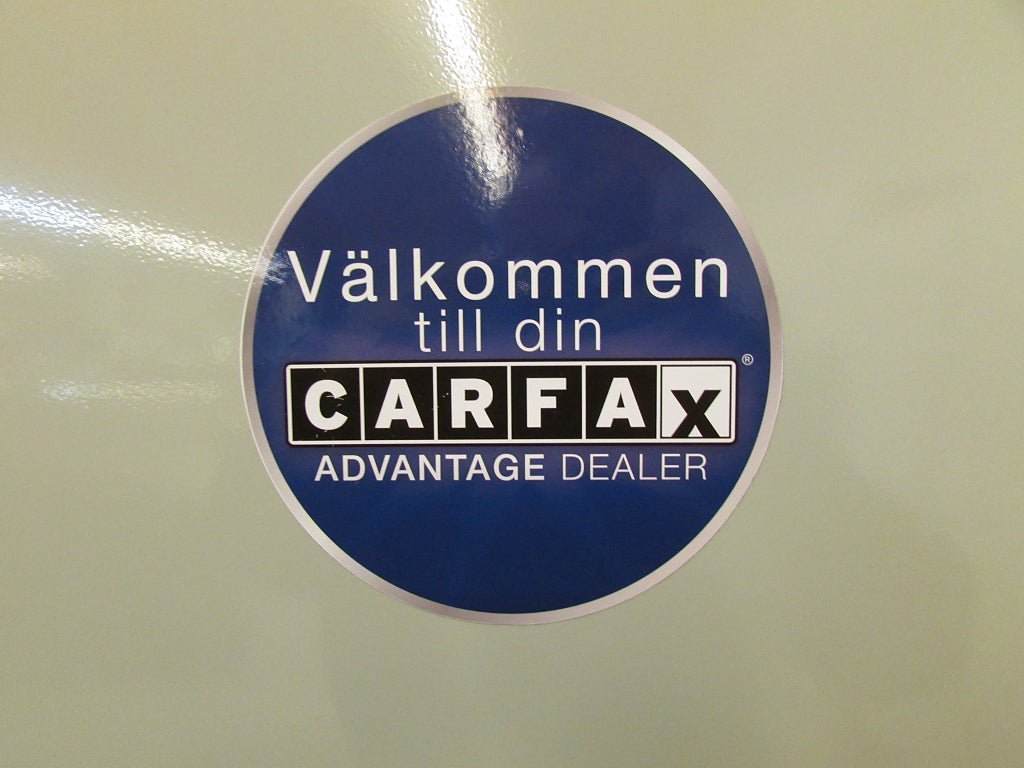 Välkommen
till din
CARFAX®
ADVANTAGE DEALER